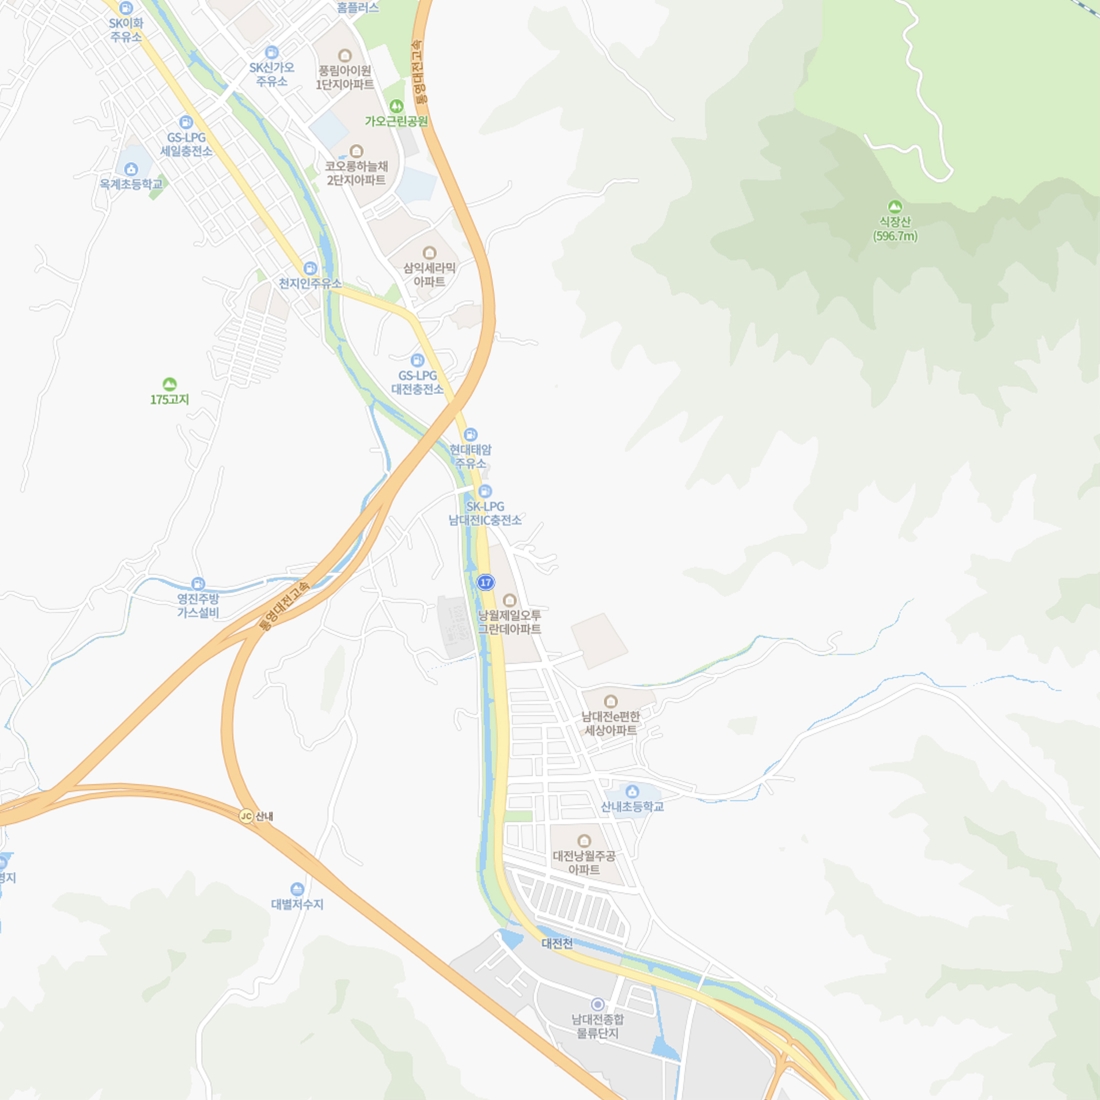 홈플러스
SK이화
주유소
SK신가오
주유소
풍림아이원
1단지아파트
통영대전고속
가오근린공원
GS-LPG
세일충전소
코오롱하늘채
2단지아파트
옥계초등학교
식장산
(596.7m)
삼익세라믹
아파트
천지인주유소
GS-LPG
대전충전소
175고지
현대태암
주유소
SK-LPG
남대전IC충전소
17
영진주방
가스설비
통영대전고속
낭월제일오투
그란데아파트
남대전e편한
세상아파트
산내초등학교
JC 산내
대전낭월주공
아파트
명지
대별저수지
대전천
남대전종합
물류단지